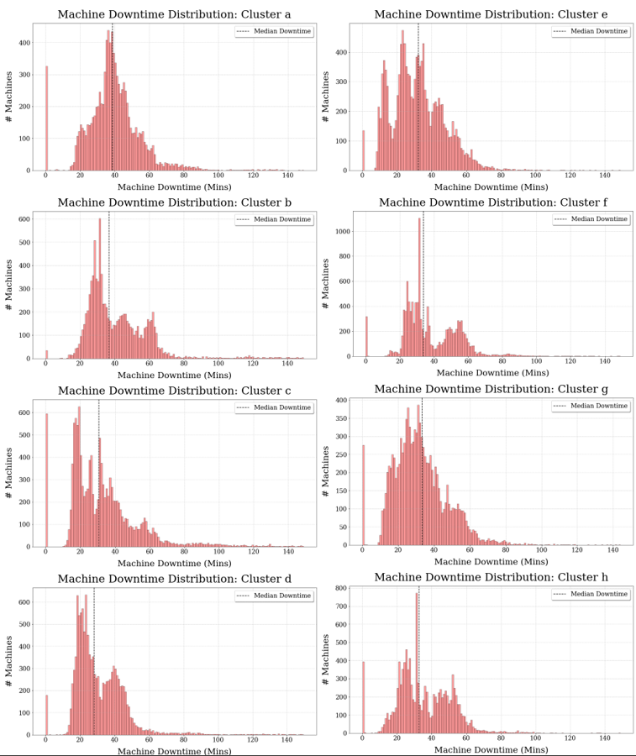 Machine Downtime Distribution: Cluster a
Median Downtime
# Machines
400
300
200
100
0
0 20 40 60 80 100 120 140
Machine Downtime (Mins)
Machine Downtime Distribution: Cluster e
Median Downtime
# Machines
400
300
200
100
0
0 20 40 60 80 100 120 140
Machine Downtime (Mins)
Machine Downtime Distribution: Cluster b
Median Downtime
# Machines
600
500
400
300
200
100
0
0 20 40 60 80 100 120 140
Machine Downtime (Mins)
Machine Downtime Distribution: Cluster f
Median Downtime
# Machines
1000
800
600
400
200
0
0 20 40 60 80 100 120 140
Machine Downtime (Mins)
Machine Downtime Distribution: Cluster c
Median Downtime
# Machines
600
500
400
300
200
100
0
0 20 40 60 80 100 120 140
Machine Downtime (Mins)
Machine Downtime Distribution: Cluster g
Median Downtime
# Machines
400
350
300
250
200
150
100
50
0
0 20 40 60 80 100 120 140
Machine Downtime (Mins)
Machine Downtime Distribution: Cluster d
Median Downtime
# Machines
600
500
400
300
200
100
0
0 20 40 60 80 100 120 140
Machine Downtime (Mins)
Machine Downtime Distribution: Cluster h
Median Downtime
# Machines
800
700
600
500
400
300
200
100
0
0 20 40 60 80 100 120 140
Machine Downtime (Mins)